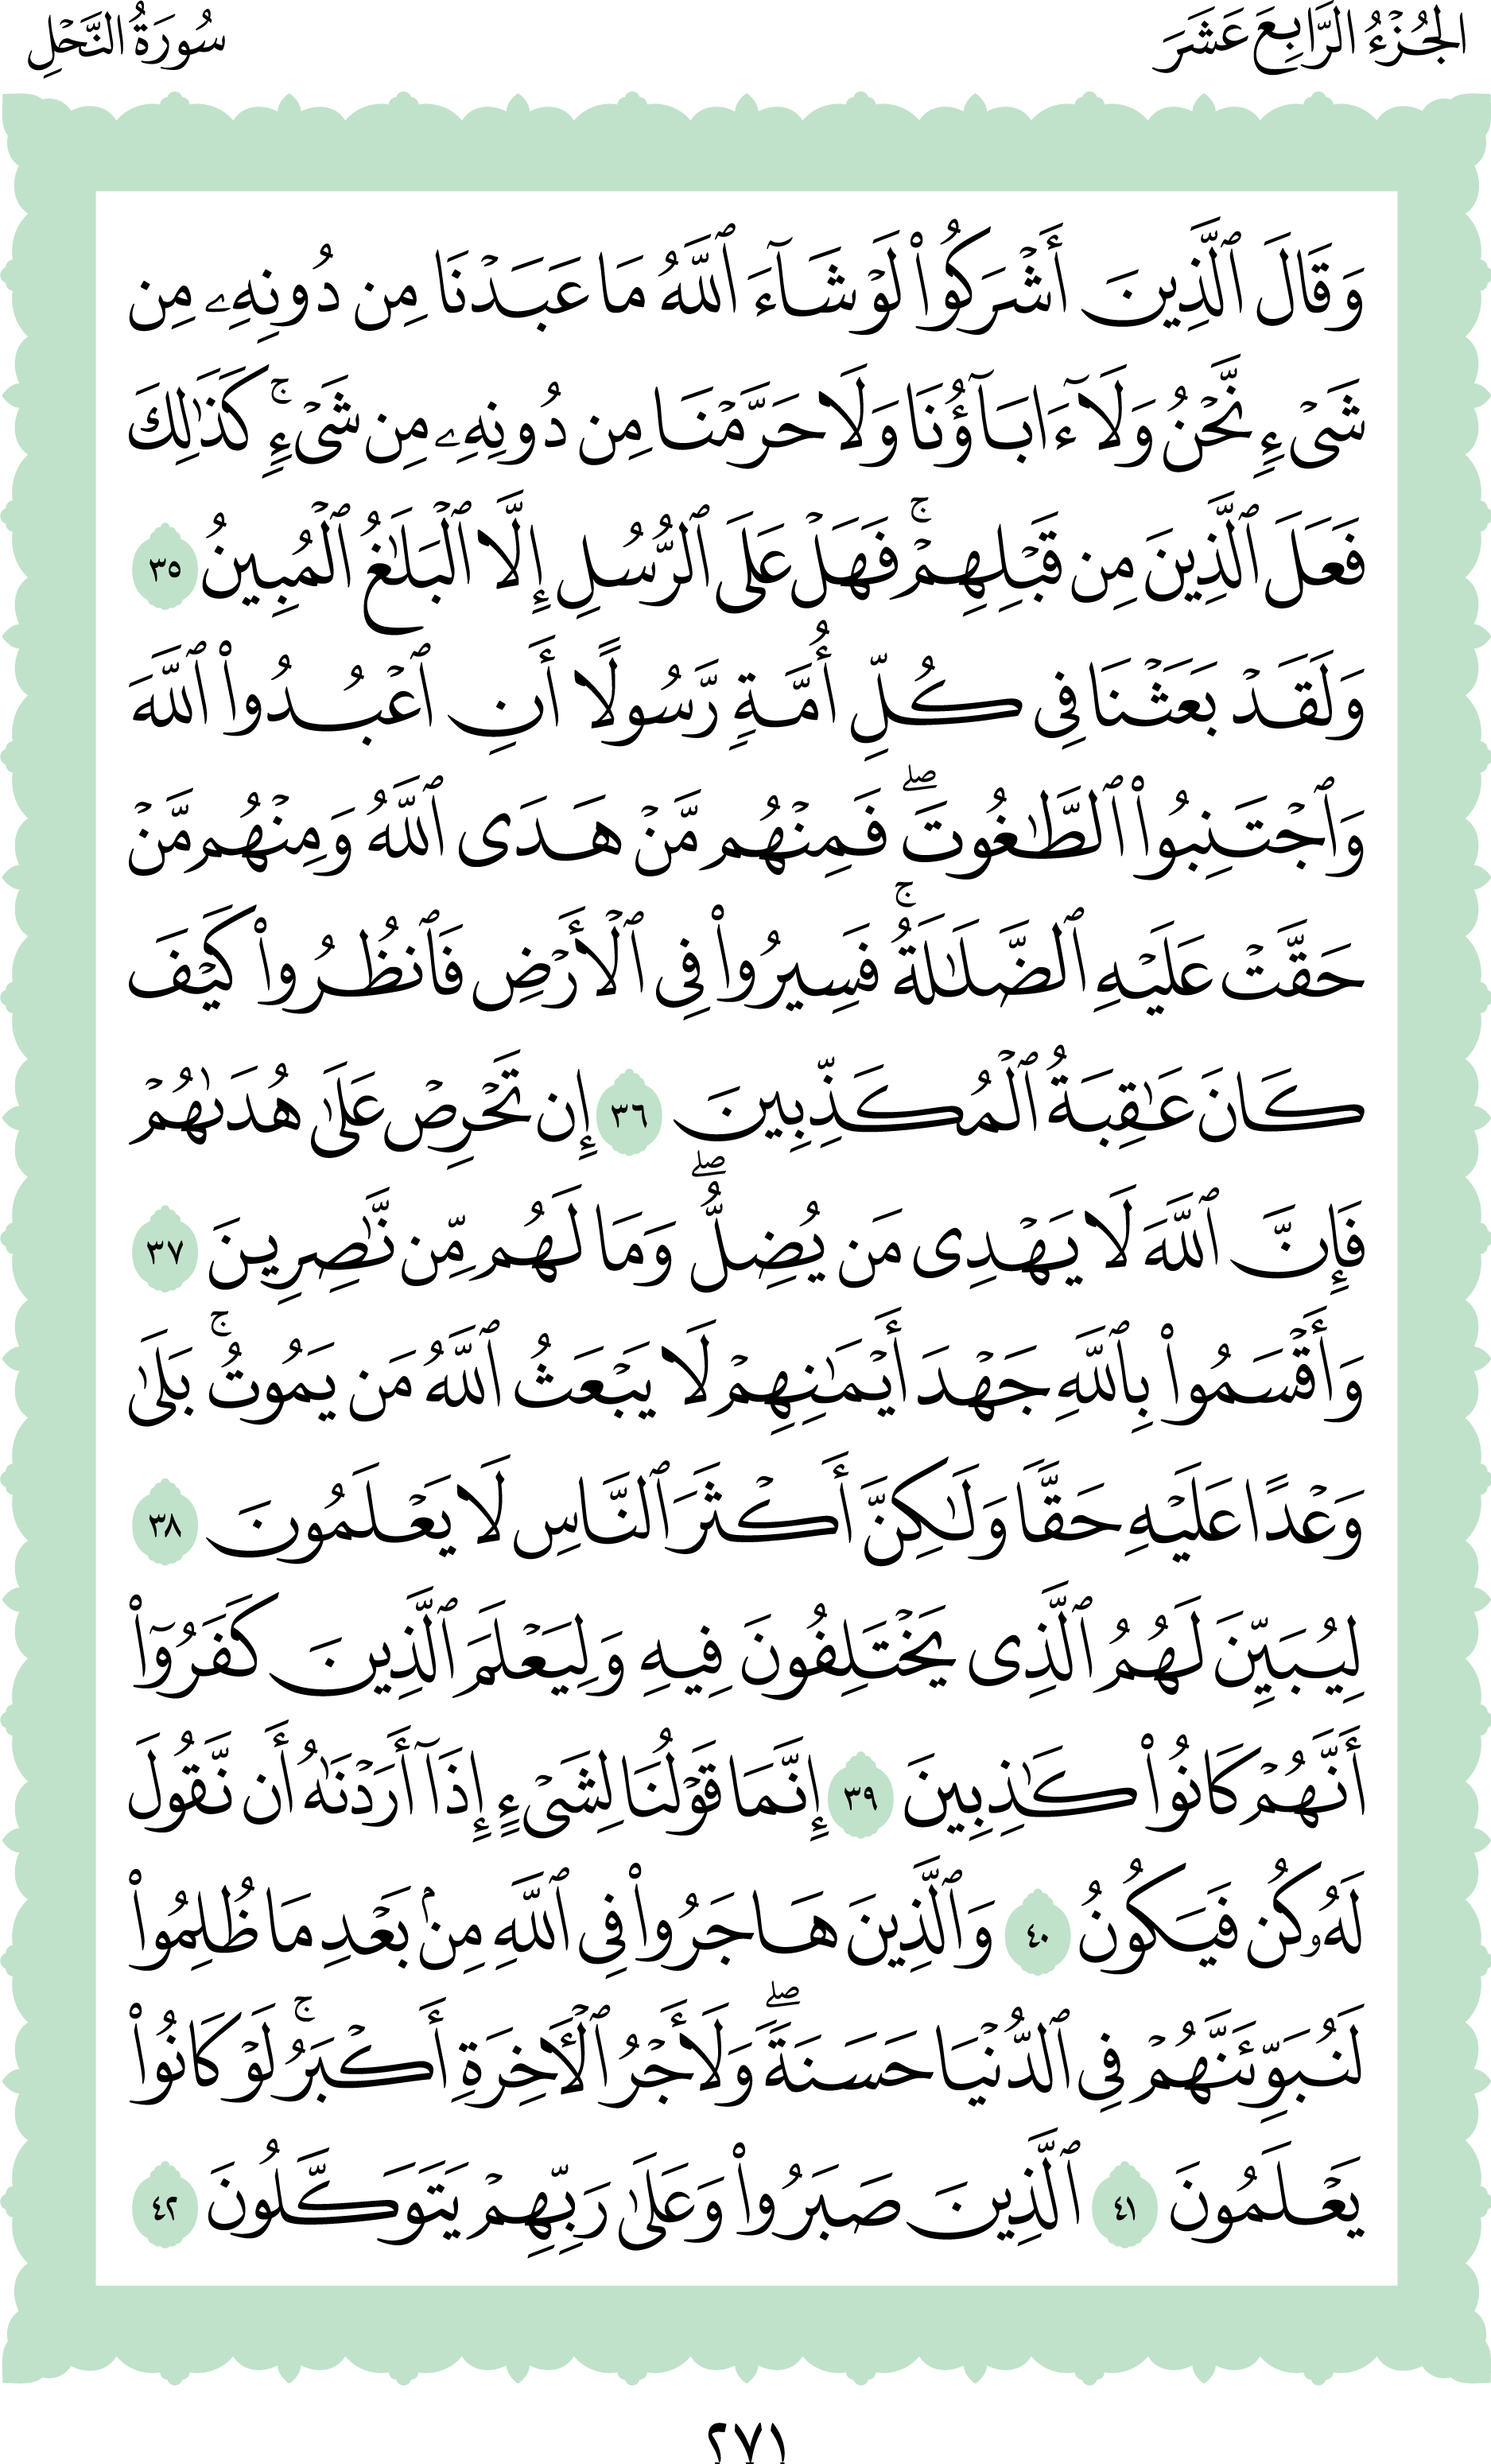 الجُزْءُ الرَّابِعَ عَشَرَ
سُورَةُ النَّحْلِ
وَقَالَ ٱلَّذِينَ أَشْرَكُوا۟ لَوْ شَآءَ ٱللَّهُ مَا عَبَدْنَا مِن دُونِهِۦ مِن
شَىْءٍ نَّحْنُ وَلَآ ءَابَآؤُنَا وَلَا حَرَّمْنَا مِن دُونِهِۦ مِن شَىْءٍ ۚ كَذَٰلِكَ
فَعَلَ ٱلَّذِينَ مِن قَبْلِهِمْ ۚ فَهَلْ عَلَى ٱلرُّسُلِ إِلَّا ٱلْبَلَـٰغُ ٱلْمُبِينُ ٣٥
وَلَقَدْ بَعَثْنَا فِى كُلِّ أُمَّةٍ رَّسُولًا أَنِ ٱعْبُدُوا۟ ٱللَّهَ
وَٱجْتَنِبُوا۟ ٱلطَّـٰغُوتَ ۖ فَمِنْهُم مَّنْ هَدَى ٱللَّهُ وَمِنْهُم مَّنْ
حَقَّتْ عَلَيْهِ ٱلضَّلَـٰلَةُ ۚ فَسِيرُوا۟ فِى ٱلْأَرْضِ فَٱنظُرُوا۟ كَيْفَ
كَانَ عَـٰقِبَةُ ٱلْمُكَذِّبِينَ ٣٦ إِن تَحْرِصْ عَلَىٰ هُدَىٰهُمْ
فَإِنَّ ٱللَّهَ لَا يَهْدِى مَن يُضِلُّ ۖ وَمَا لَهُم مِّن نَّـٰصِرِينَ ٣٧
وَأَقْسَمُوا۟ بِٱللَّهِ جَهْدَ أَيْمَـٰنِهِمْ لَا يَبْعَثُ ٱللَّهُ مَن يَمُوتُ ۚ بَلَىٰ
وَعْدًا عَلَيْهِ حَقًّا وَلَـٰكِنَّ أَكْثَرَ ٱلنَّاسِ لَا يَعْلَمُونَ ٣٨
لِيُبَيِّنَ لَهُمُ ٱلَّذِى يَخْتَلِفُونَ فِيهِ وَلِيَعْلَمَ ٱلَّذِينَ كَفَرُوٓا۟
أَنَّهُمْ كَانُوا۟ كَـٰذِبِينَ ٣٩ إِنَّمَا قَوْلُنَا لِشَىْءٍ إِذَآ أَرَدْنَـٰهُ أَن نَّقُولَ
لَهُۥ كُن فَيَكُونُ ٤٠ وَٱلَّذِينَ هَاجَرُوا۟ فِى ٱللَّهِ مِنۢ بَعْدِ مَا ظُلِمُوا۟
لَنُبَوِّئَنَّهُمْ فِى ٱلدُّنْيَا حَسَنَةً ۖ وَلَأَجْرُ ٱلْـَٔاخِرَةِ أَكْبَرُ ۚ لَوْ كَانُوا۟
يَعْلَمُونَ ٤١ ٱلَّذِينَ صَبَرُوا۟ وَعَلَىٰ رَبِّهِمْ يَتَوَكَّلُونَ ٤٢
٢٧١